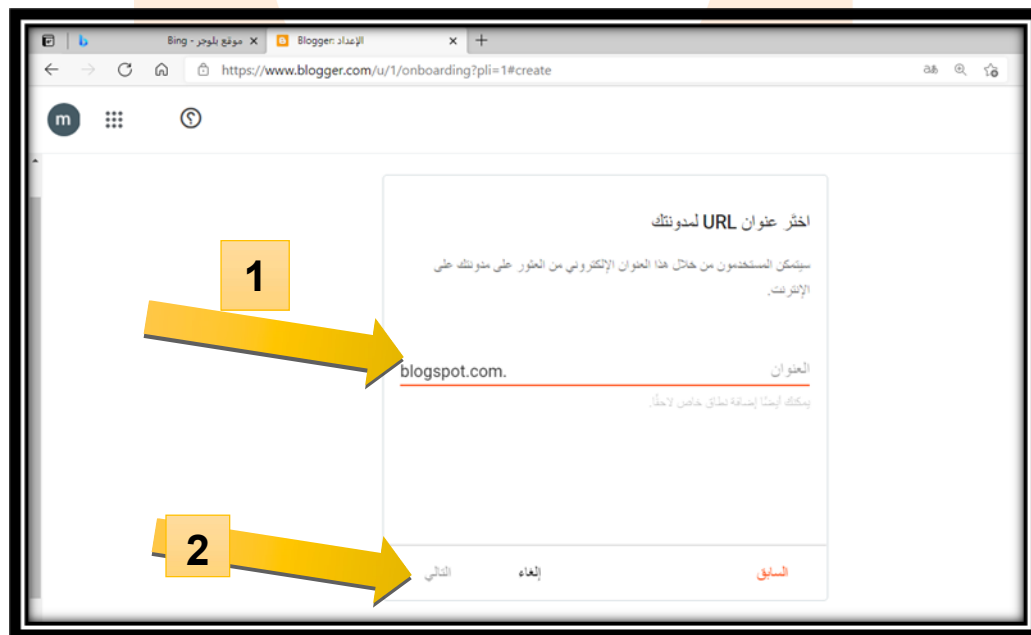 موقع بلوجر - Bing
Blogger: الإعداد
https://www.blogger.com/u/1/onboarding?pli=1#create
m
اختَر عنوان URL لمدونتك
سيتمكن المستخدمون من خلال هذا العنوان الإلكتروني من العثور على مدونتك على
الإنترنت.
1
العنوان
blogspot.com.
يمكنك أيضًا إضافة نطاق خاص لاحقًا.
2
السابق
إلغاء
التالي